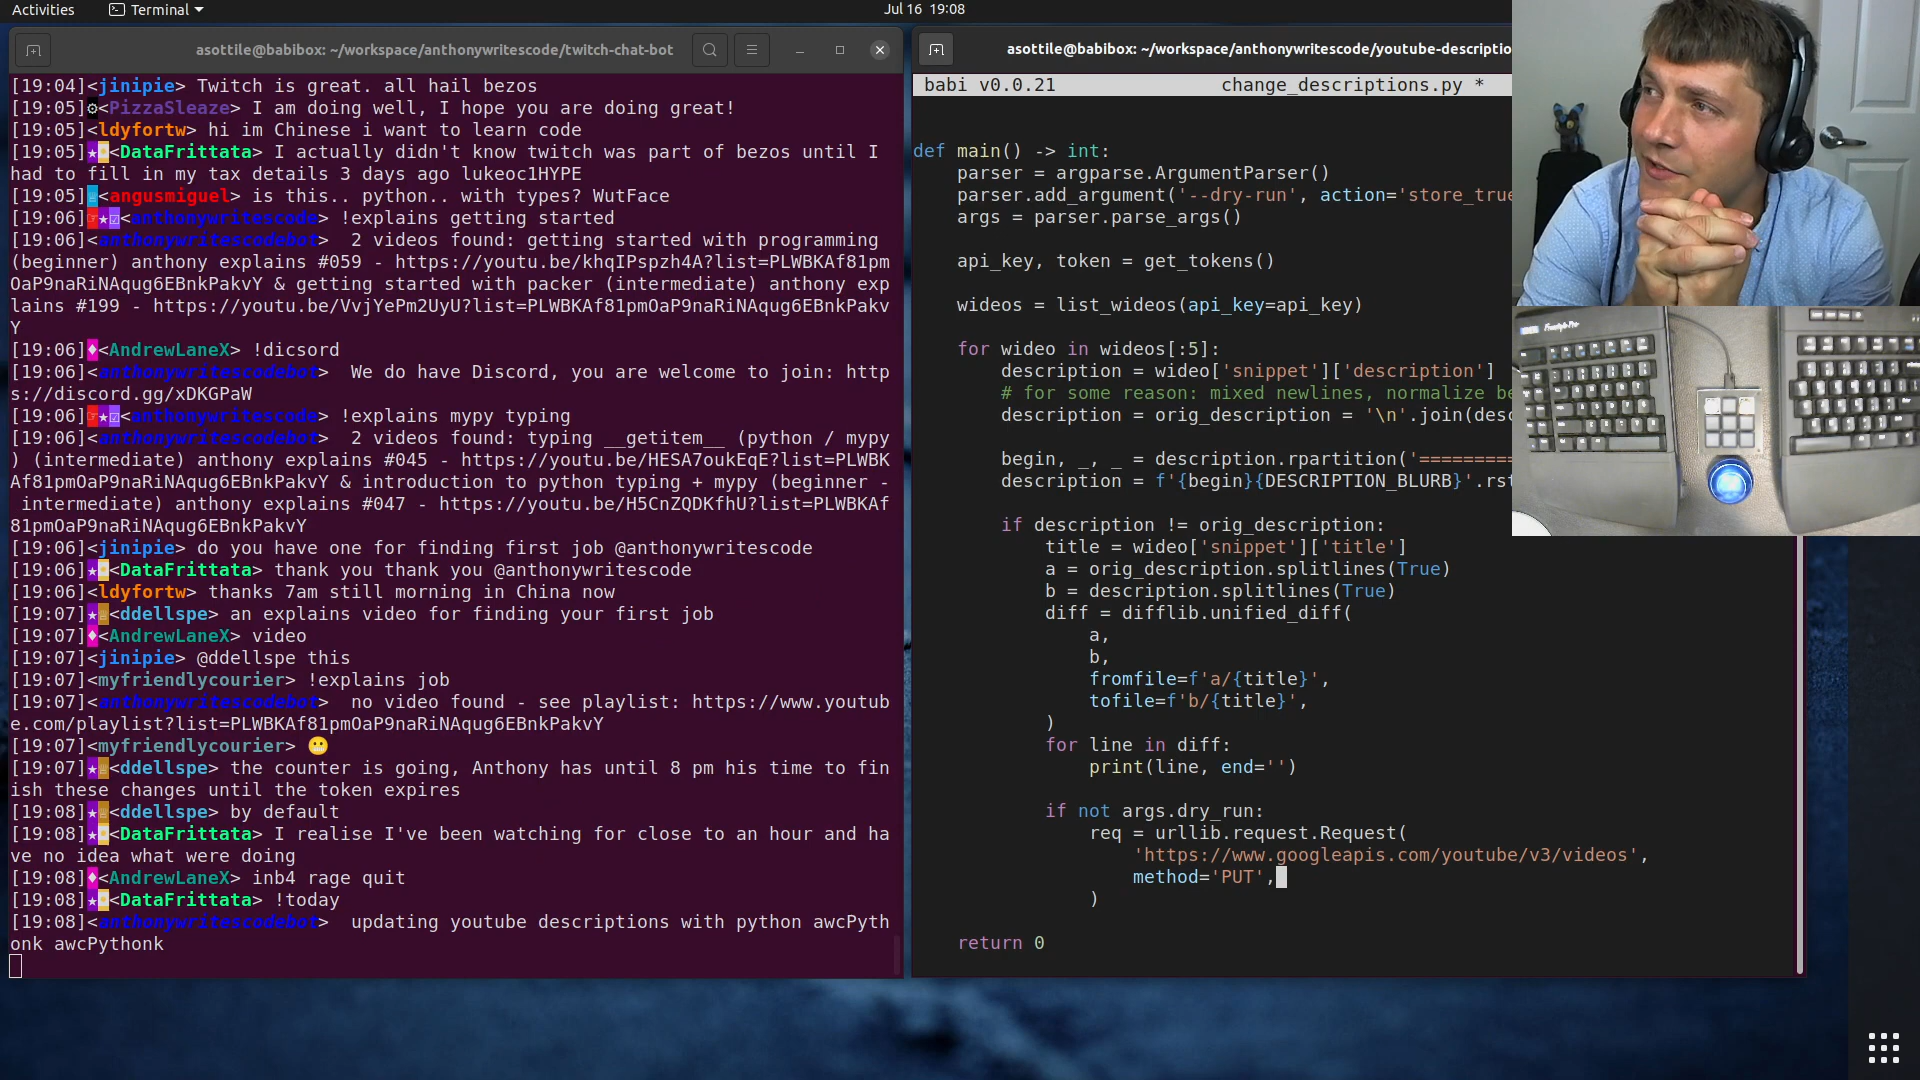 Activities
Terminal
Jul 16 19:08
asottile@babibox: ~/workspace/anthonywritescode/twitch-chat-bot
[19:04]<jinipie> Twitch is great. all hail bezos
[19:05]<PizzaSleaze> I am doing well, I hope you are doing great!
[19:05]<ldyfortw> hi im Chinese i want to learn code
[19:05]<DataFrittata> I actually didn't know twitch was part of bezos until I
had to fill in my tax details 3 days ago lukeoc1HYPE
[19:05]<angusmiguel> is this.. python.. with types? WutFace
[19:06]<anthonywritescode> !explains getting started
[19:06]<anthonywritescodebot>  2 videos found: getting started with programming
(beginner) anthony explains #059 - https://youtu.be/khqIPspzh4A?list=PLWBKAf81pm
OaP9naRiNAqug6EBnkPakvY & getting started with packer (intermediate) anthony exp
lains #199 - https://youtu.be/VvjYePm2UyU?list=PLWBKAf81pmOaP9naRiNAqug6EBnkPakv
Y
[19:06]<AndrewLaneX> !dicsord
[19:06]<anthonywritescodebot>  We do have Discord, you are welcome to join: http
s://discord.gg/xDKGPaW
[19:06]<anthonywritescode> !explains mypy typing
[19:06]<anthonywritescodebot>  2 videos found: typing __getitem__ (python / mypy
) (intermediate) anthony explains #045 - https://youtu.be/HESA7oukEqE?list=PLWBK
Af81pmOaP9naRiNAqug6EBnkPakvY & introduction to python typing + mypy (beginner -
 intermediate) anthony explains #047 - https://youtu.be/H5CnZQDKfhU?list=PLWBKAf
81pmOaP9naRiNAqug6EBnkPakvY
[19:06]<jinipie> do you have one for finding first job @anthonywritescode
[19:06]<DataFrittata> thank you thank you @anthonywritescode
[19:06]<ldyfortw> thanks 7am still morning in China now
[19:07]<ddellspe> an explains video for finding your first job
[19:07]<AndrewLaneX> video
[19:07]<jinipie> @ddellspe this
[19:07]<myfriendlycourier> !explains job
[19:07]<anthonywritescodebot>  no video found - see playlist: https://www.youtub
e.com/playlist?list=PLWBKAf81pmOaP9naRiNAqug6EBnkPakvY
[19:07]<myfriendlycourier> 😬
[19:07]<ddellspe> the counter is going, Anthony has until 8 pm his time to fin
ish these changes until the token expires
[19:08]<ddellspe> by default
[19:08]<DataFrittata> I realise I've been watching for close to an hour and ha
ve no idea what were doing
[19:08]<AndrewLaneX> inb4 rage quit
[19:08]<DataFrittata> !today
[19:08]<anthonywritescodebot>  updating youtube descriptions with python awcPyth
onk awcPythonk
asottile@babibox: ~/workspace/anthonywritescode/youtube-descriptio
babi v0.0.21 change_descriptions.py *
def main() -> int:
    parser = argparse.ArgumentParser()
    parser.add_argument('--dry-run', action='store_true
    args = parser.parse_args()
    api_key, token = get_tokens()
    wideos = list_wideos(api_key=api_key)
    for wideo in wideos[:5]:
        description = wideo['snippet']['description']
        # for some reason: mixed newlines, normalize be
        description = orig_description = '\n'.join(desc
        begin, _, _ = description.rpartition('=========
        description = f'{begin}{DESCRIPTION_BLURB}'.rst
        if description != orig_description:
            title = wideo['snippet']['title']
            a = orig_description.splitlines(True)
            b = description.splitlines(True)
            diff = difflib.unified_diff(
                a,
                b,
                fromfile=f'a/{title}',
                tofile=f'b/{title}',
            )
            for line in diff:
                print(line, end='')
            if not args.dry_run:
                req = urllib.request.Request(
                    'https://www.googleapis.com/youtube/v3/videos',
                    method='PUT',
                )
    return 0